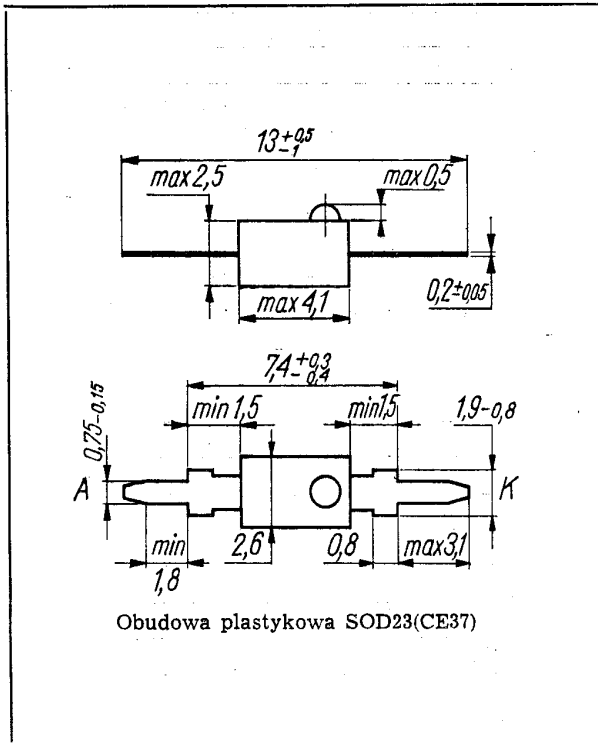 13 +0,5 -1
max 2,5
max 0,5
0,2±0,05
max 4,1
7,4 +0,3 -0,4
min 1,5
min 1,5
1,9-0,8
0,75-0,15
A
K
min 1,8
2,6
0,8
max 3,1
Obudowa plastykowa SOD23(CE37)